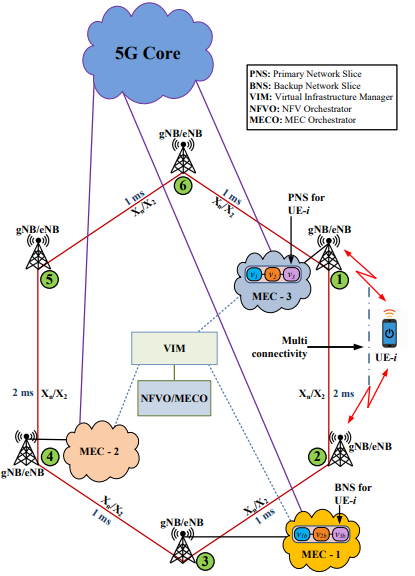 5G Core
PNS: Primary Network Slice
BNS: Backup Network Slice
VIM: Virtual Infrastructure Manager
NFVO: NFV Orchestrator
MECO: MEC Orchestrator
gNB/eNB
6
1 ms
Xn/X2
1 ms
Xn/X2
PNS for
UE-i
gNB/eNB
5
gNB/eNB
1
V1 V2 V3
MEC - 3
Multi
connectivity
UE-i
VIM
NFVO/MECO
2 ms Xn/X2
Xn/X2 2 ms
MEC - 2
4
gNB/eNB
2
gNB/eNB
Xn/X2
1 ms
Xn/X2
1 ms
BNS for
UE-i
gNB/eNB
3
V1b V2b V3b
MEC - 1